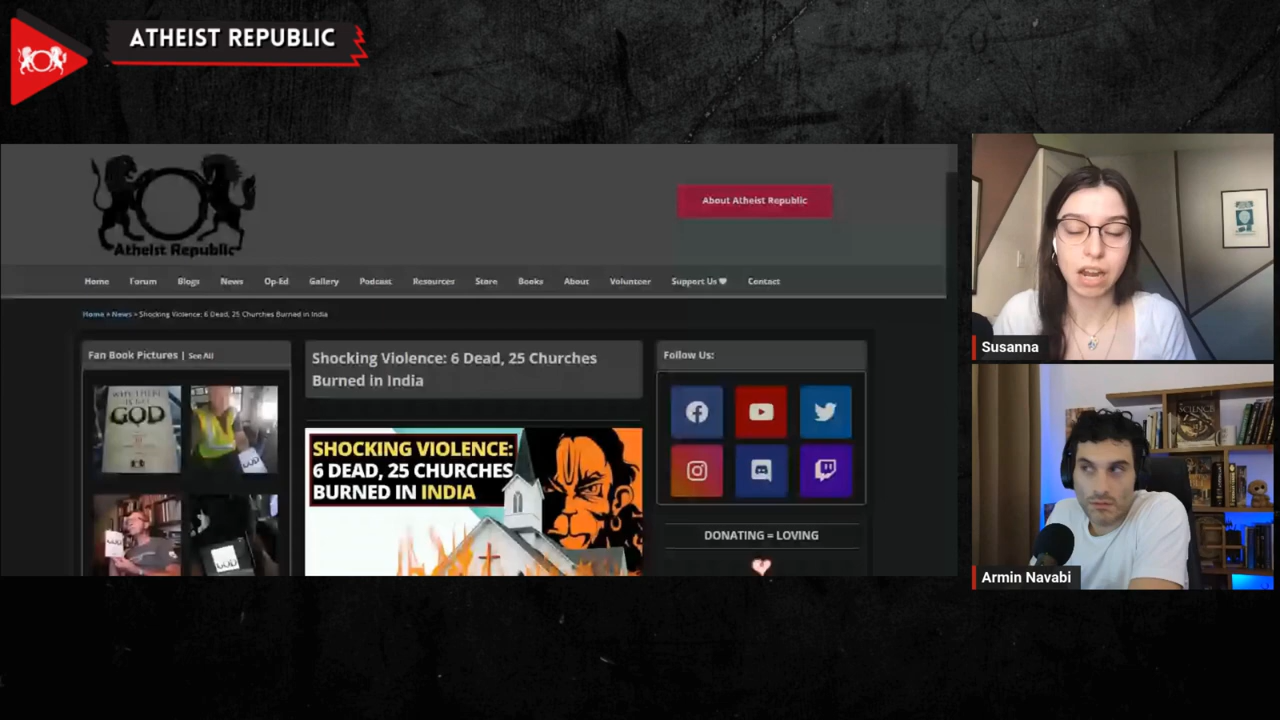 ATHEIST REPUBLIC
Atheist Republic
About Atheist Republic
Home Forum Blogs News Op-Ed Gallery Podcast Resources Store Books About Volunteer Support Us Contact
Home » News » Shocking Violence: 6 Dead, 25 Churches Burned in India
Fan Book Pictures | See All
GOD
GOD
Shocking Violence: 6 Dead, 25 Churches
Burned in India
SHOCKING VIOLENCE:
6 DEAD, 25 CHURCHES
BURNED IN INDIA
Follow Us:
DONATING = LOVING
Susanna
SCIENCE
Armin Navabi